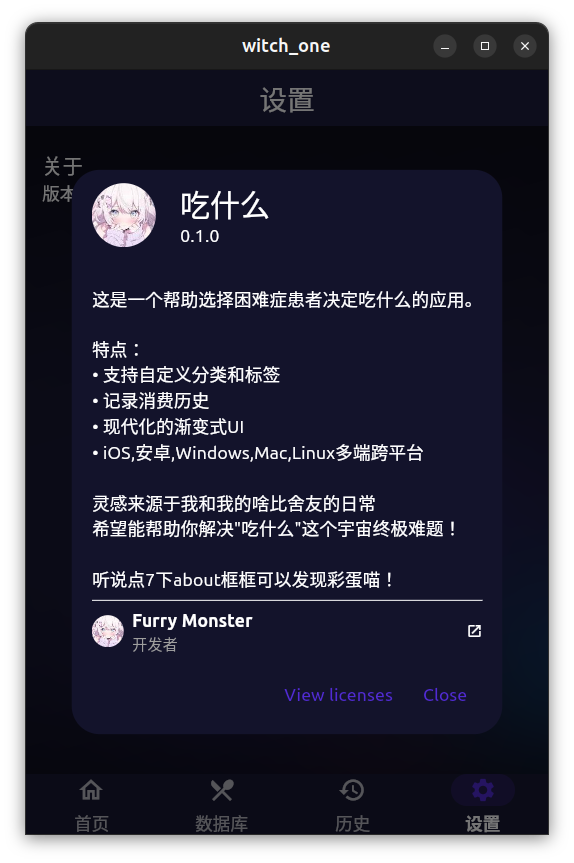 witch_one
设置
关于
版本
吃什么
0.1.0
这是一个帮助选择困难症患者决定吃什么的应用。
特点：
• 支持自定义分类和标签
• 记录消费历史
• 现代化的渐变式UI
• iOS,安卓,Windows,Mac,Linux多端跨平台
灵感来源于我和我的啥比舍友的日常
希望能帮助你解决"吃什么"这个宇宙终极难题！
听说点7下about框框可以发现彩蛋喵！
Furry Monster
开发者
View licenses Close
首页 数据库 历史 设置